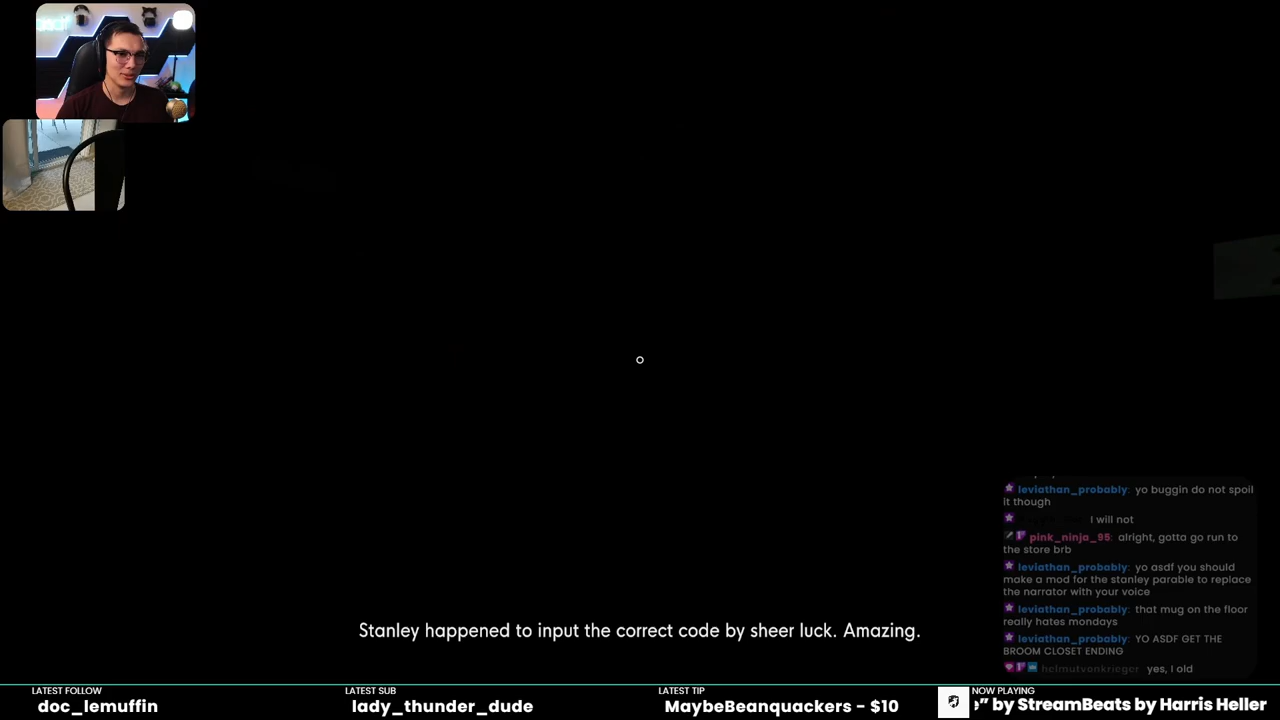 leviathan_probably: yo buggin do not spoil
it though
I will not
pink_ninja_95: alright, gotta go run to
the store brb
leviathan_probably: yo asdf you should
make a mod for the stanley parable to replace
the narrator with your voice
leviathan_probably: that mug on the floor
really hates mondays
leviathan_probably: YO ASDF GET THE
BROOM CLOSET ENDING
helmutvonkrieger: yes, I old
Stanley happened to input the correct code by sheer luck. Amazing.
LATEST FOLLOW
doc_lemuffin
LATEST SUB
lady_thunder_dude
LATEST TIP
MaybeBeanquackers - $10
NOW PLAYING
e” by StreamBeats by Harris Heller